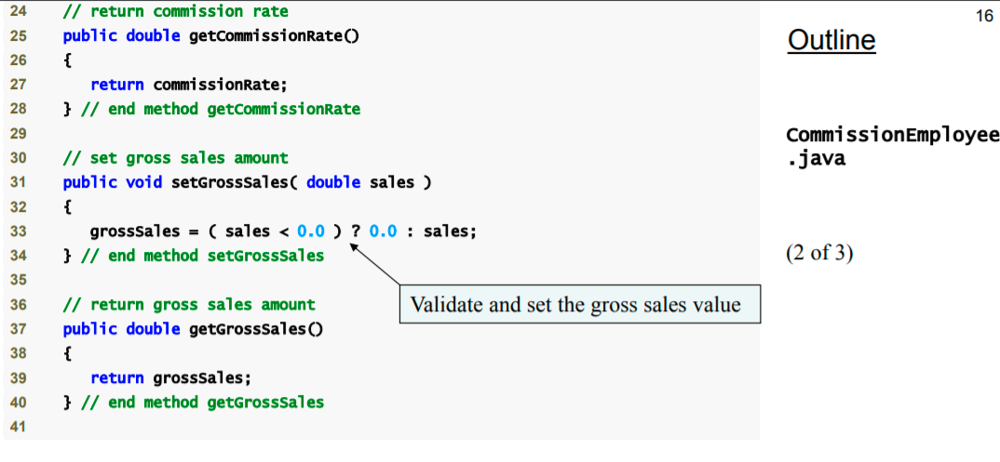 24 // return commission rate
25 public double getCommissionRate()
26 {
27 return commissionRate;
28 } // end method getCommissionRate
29
30 // set gross sales amount
31 public void setGrossSales( double sales )
32 {
33 grossSales = ( sales < 0.0 ) ? 0.0 : sales;
34 } // end method setGrossSales
35
36 // return gross sales amount
37 public double getGrossSales()
38 {
39 return grossSales;
40 } // end method getGrossSales
41
Validate and set the gross sales value
16
Outline
CommissionEmployee
.java
(2 of 3)